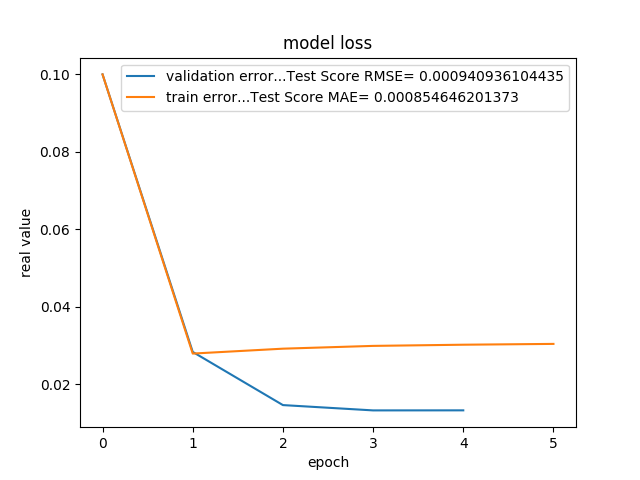 model loss
validation error...Test Score RMSE= 0.000940936104435
train error...Test Score MAE= 0.000854646201373
0.10
0.08
0.06
0.04
0.02
real value
0 1 2 3 4 5
epoch